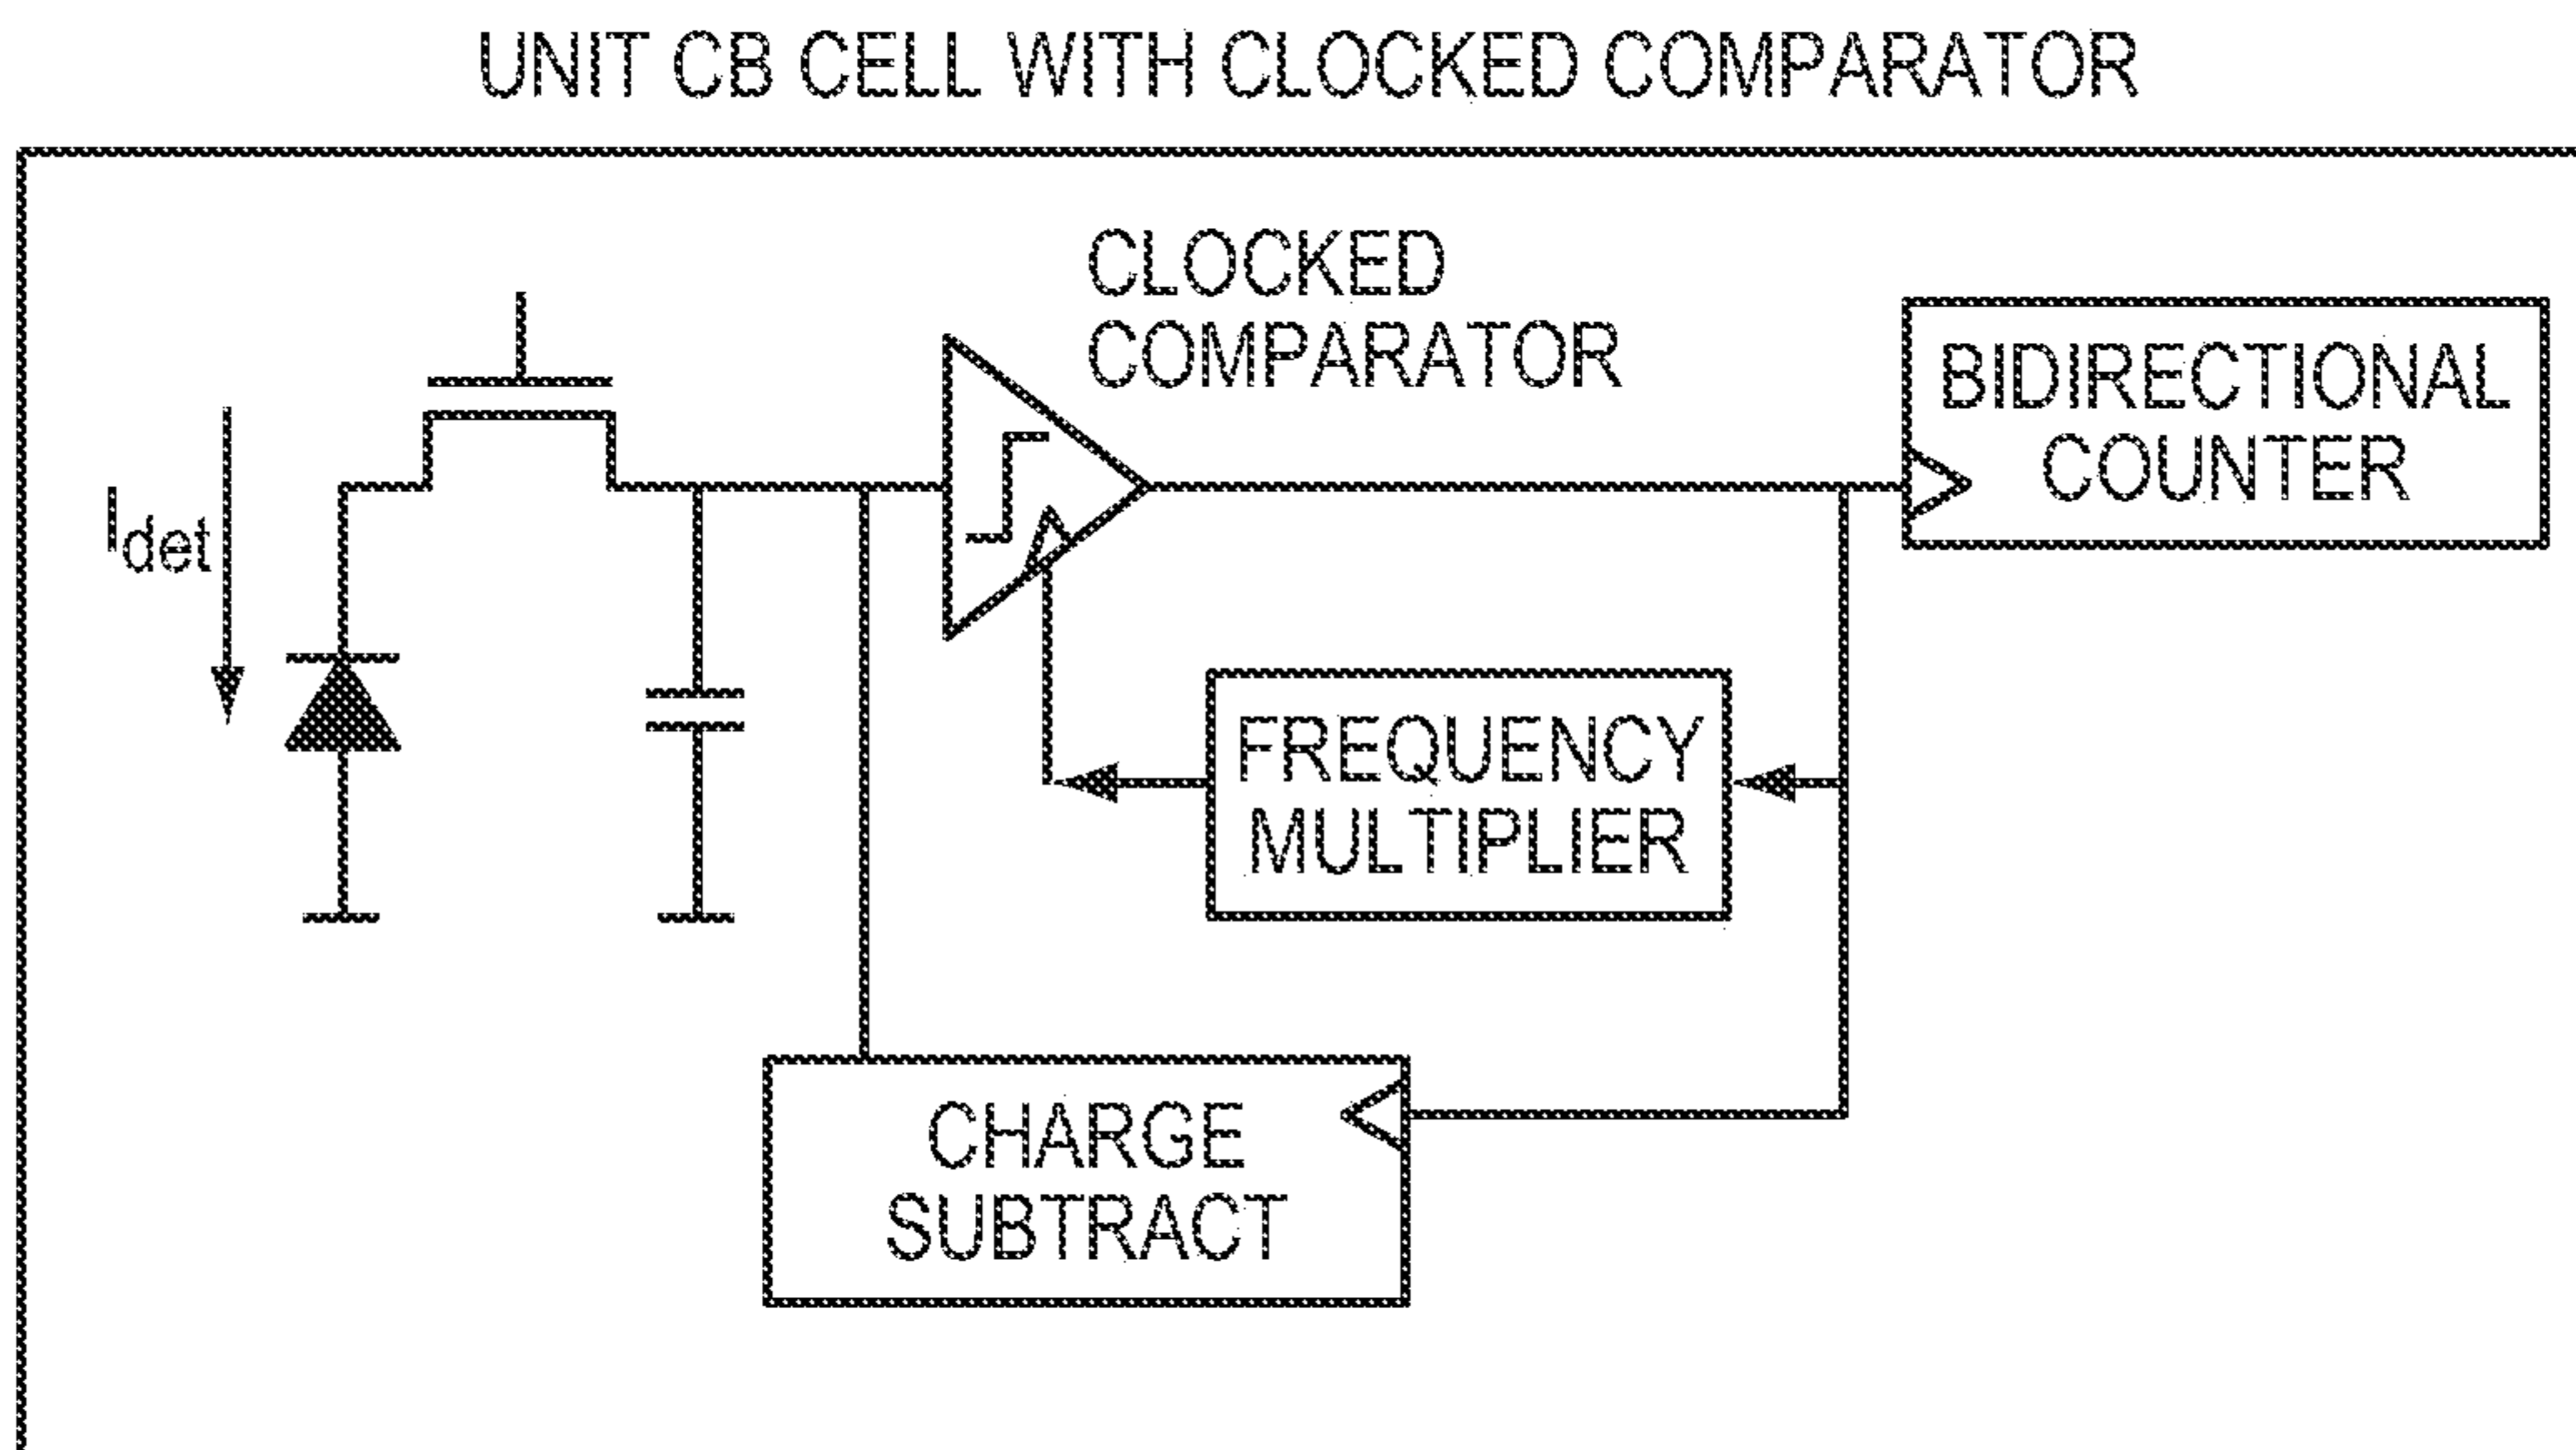 UNIT CB CELL WITH CLOCKED COMPARATOR
CLOCKED
COMPARATOR
BIDIRECTIONAL
COUNTER
Idet
FREQUENCY
MULTIPLIER
CHARGE
SUBTRACT